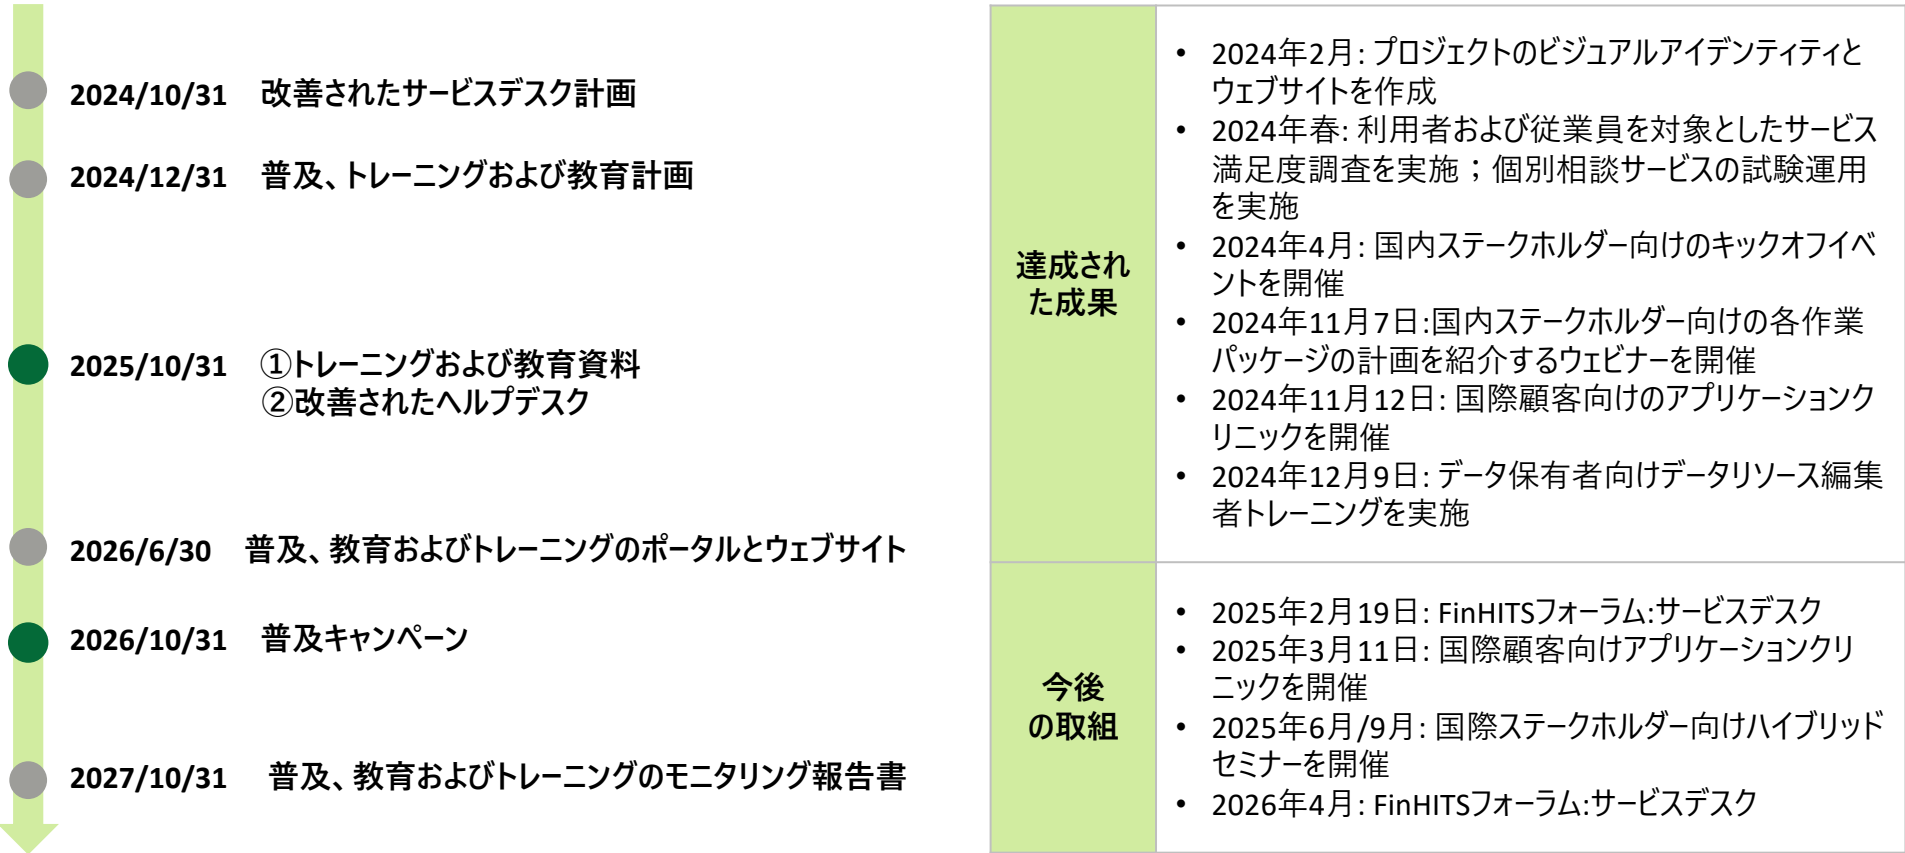 2024/10/31 改善されたサービスデスク計画
2024/12/31 普及、トレーニングおよび教育計画
2025/10/31 ①トレーニングおよび教育資料
②改善されたヘルプデスク
2026/6/30 普及、教育およびトレーニングのポータルとウェブサイト
2026/10/31 普及キャンペーン
2027/10/31 普及、教育およびトレーニングのモニタリング報告書
達成され
た成果
• 2024年2月: プロジェクトのビジュアルアイデンティティと
ウェブサイトを作成
• 2024年春: 利用者および従業員を対象としたサービス
満足度調査を実施；個別相談サービスの試験運用
を実施
• 2024年4月: 国内ステークホルダー向けのキックオフイベ
ントを開催
• 2024年11月7日:国内ステークホルダー向けの各作業
パッケージの計画を紹介するウェビナーを開催
• 2024年11月12日: 国際顧客向けのアプリケーションク
リニックを開催
• 2024年12月9日: データ保有者向けデータリソース編集
者トレーニングを実施
今後
の取組
• 2025年2月19日: FinHITSフォーラム:サービスデスク
• 2025年3月11日: 国際顧客向けアプリケーションクリ
ニックを開催
• 2025年6月/9月: 国際ステークホルダー向けハイブリッド
セミナーを開催
• 2026年4月: FinHITSフォーラム:サービスデスク